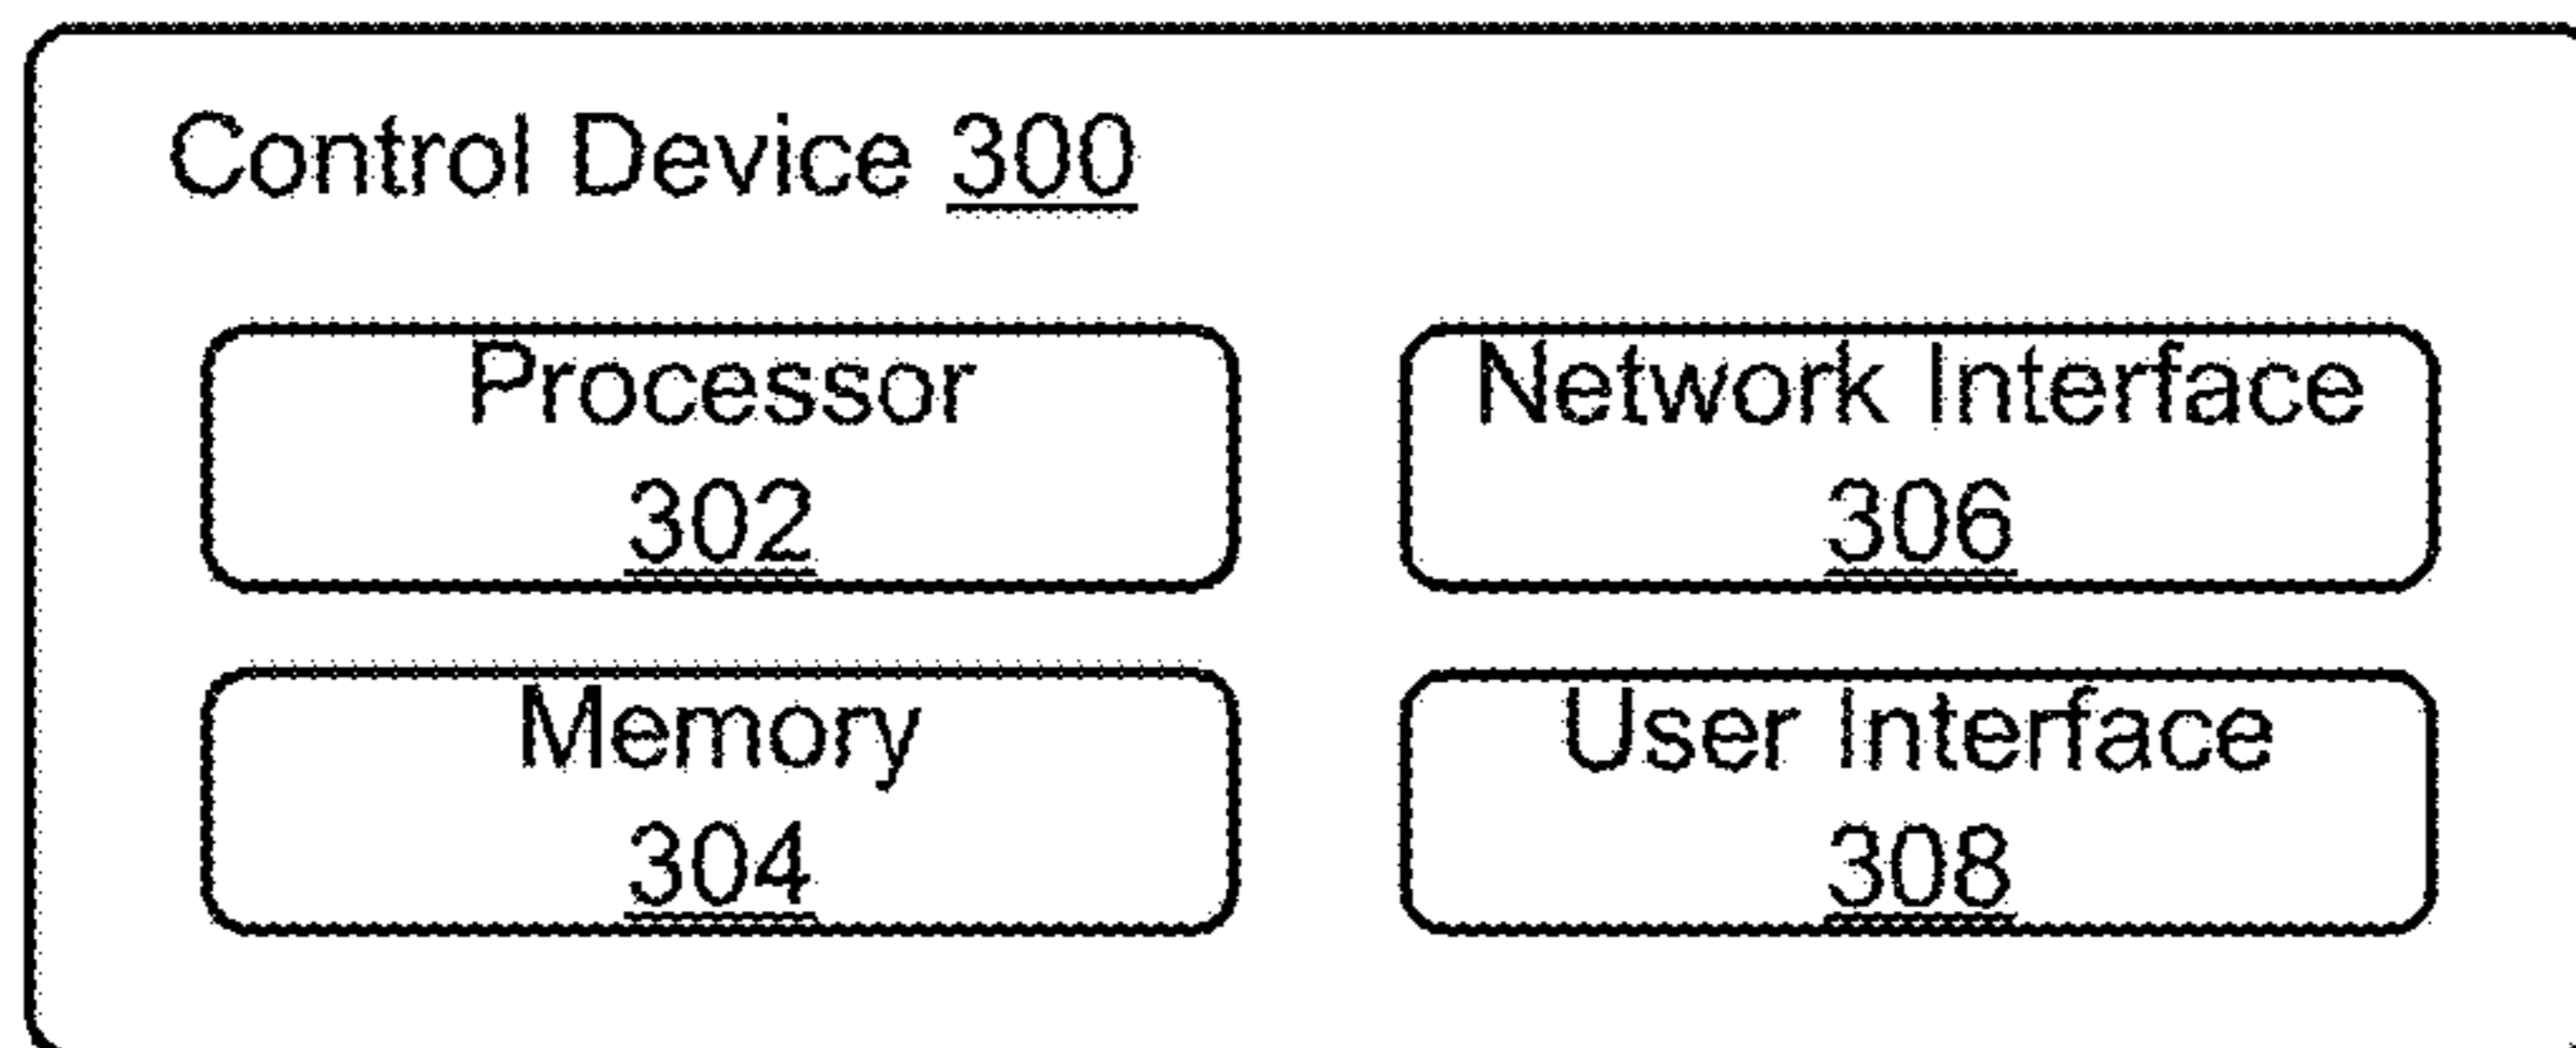 Control Device 300
Processor
302
Network Interface
306
Memory
304
User Interface
308